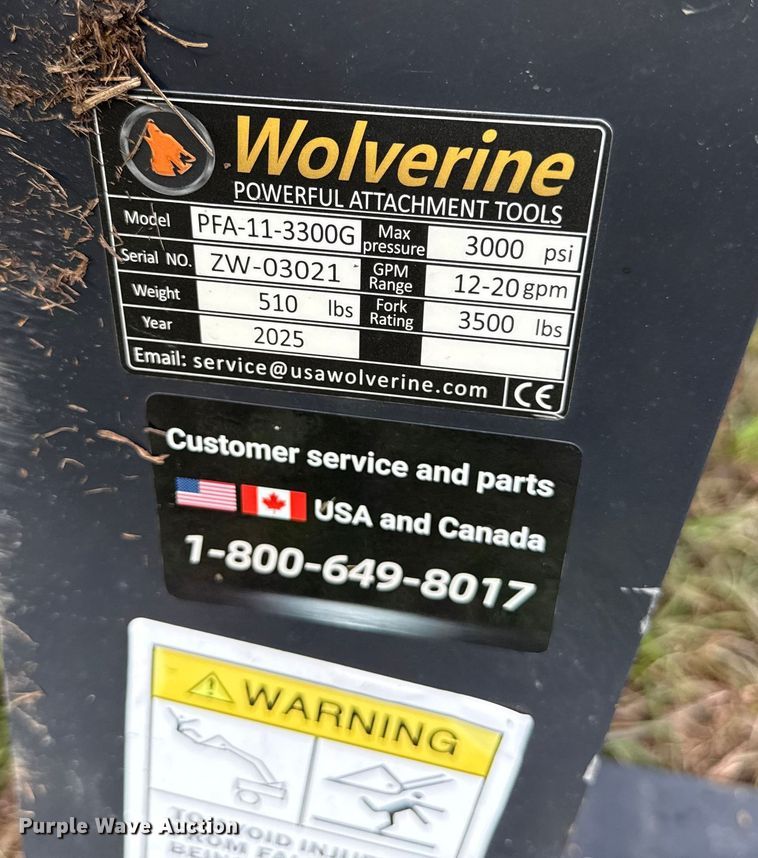 Wolverine
POWERFUL ATTACHMENT TOOLS
Model PFA-11-3300G Max pressure 3000 psi
Serial NO. ZW-03021 GPM Range 12-20 gpm
Weight 510 lbs Fork Rating 3500 lbs
Year 2025
Email: service@usawolverine.com CE
Customer service and parts
USA and Canada
1-800-649-8017
WARNING
Purple Wave Auction